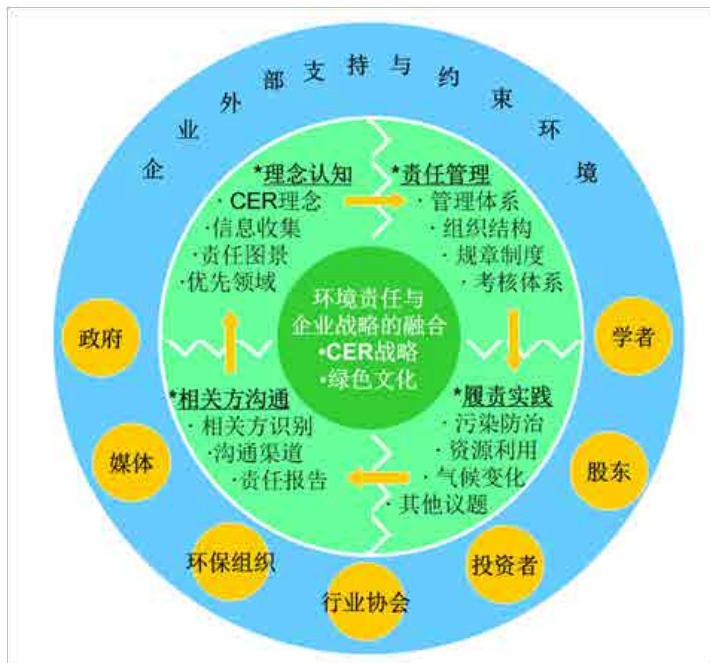 企业外部支持与约束环境
*理念认知
·CER理念
·信息收集
·责任图景
·优先领域
*责任管理
·管理体系
·组织结构
·规章制度
·考核体系
环境责任与
企业战略的融合
•CER战略
•绿色文化
*相关方沟通
·相关方识别
·沟通渠道
·责任报告
*履责实践
·污染防治
·资源利用
·气候变化
·其他议题
政府
学者
媒体
股东
环保组织
投资者
行业协会